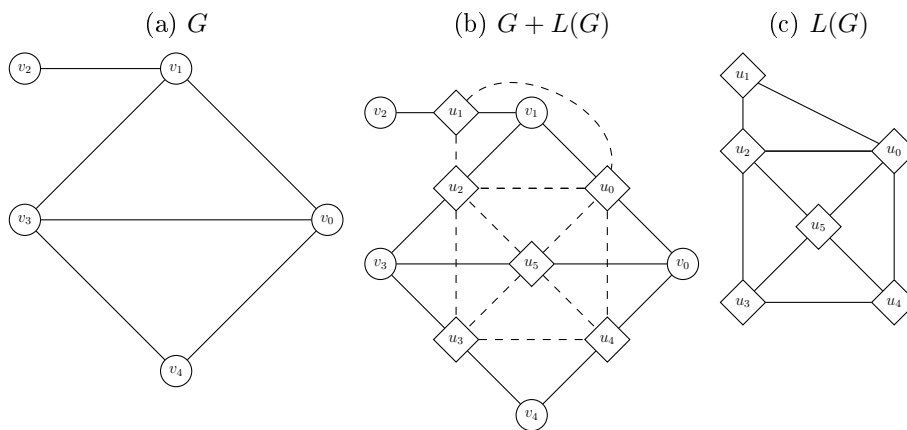 (a) G (b) G + L(G) (c) L(G)
v₂ v₁
v₃ v₀
v₄
v₂ u₁ v₁
u₂ u₀
v₃ u₅ v₀
u₃ u₄
v₄
u₁
u₂ u₀
u₅
u₃ u₄